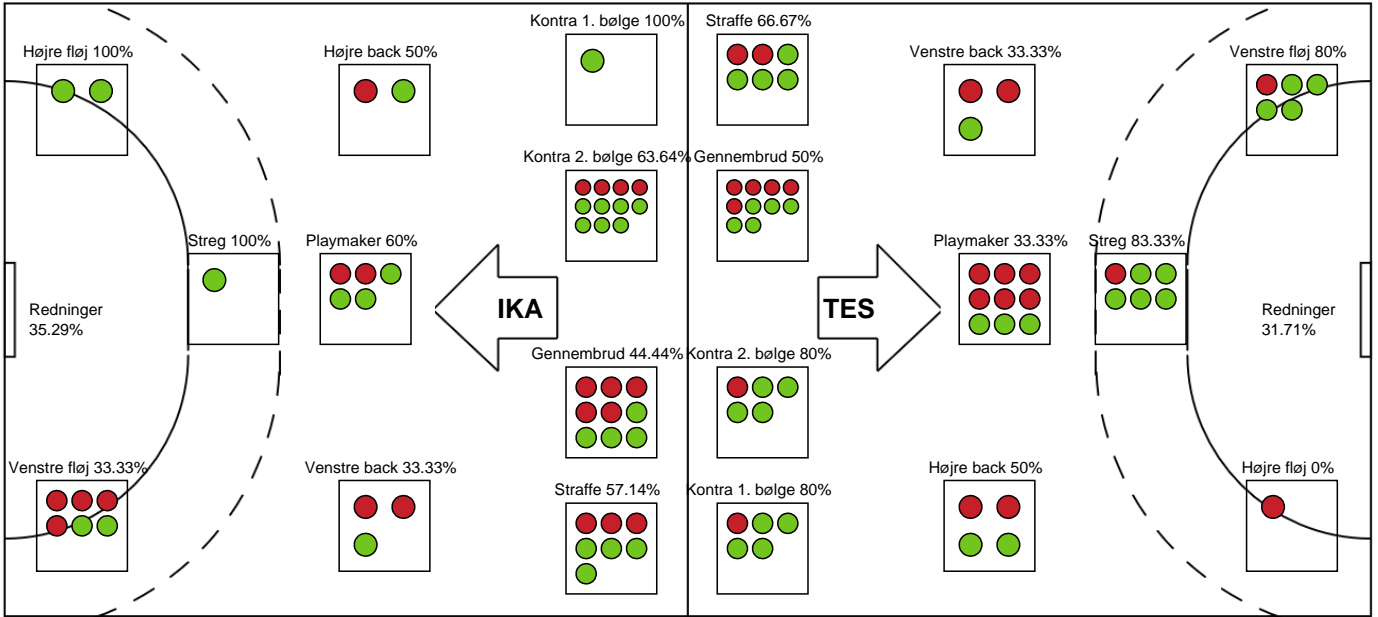 Kontra 1. bølge 100%
Straffe 66.67%
Højre fløj 100%
Højre back 50%
Venstre back 33.33%
Venstre fløj 80%
Kontra 2. bølge 63.64%
Gennembrud 50%
Streg 100%
Playmaker 60%
Playmaker 33.33%
Streg 83.33%
Redninger
35.29%
IKA
TES
Redninger
31.71%
Gennembrud 44.44%
Kontra 2. bølge 80%
Venstre fløj 33.33%
Venstre back 33.33%
Højre back 50%
Højre fløj 0%
Straffe 57.14%
Kontra 1. bølge 80%